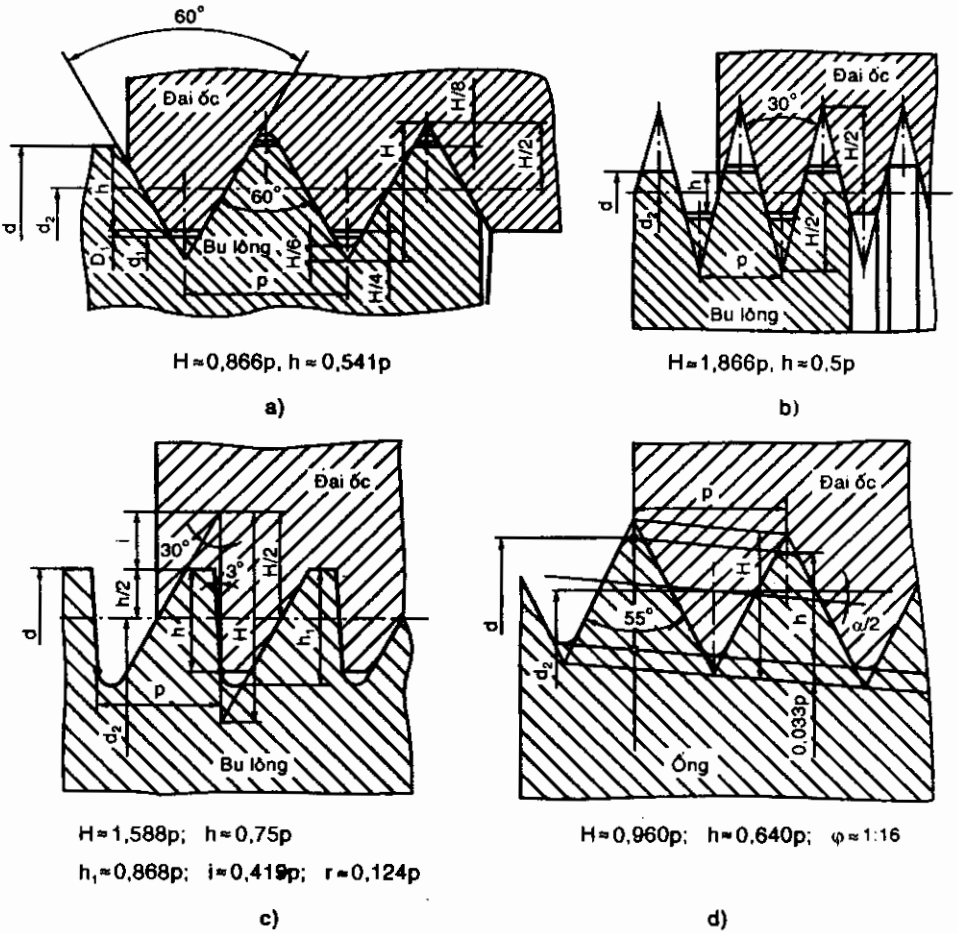 60°
Đai ốc
H/8
H
H/2
h
60°
d
d₂
D₁
d₁
Bu lông
H/6
H/4
p
H≈0,866p, h≈0,541p
a)
Đai ốc
30°
H/2
h
d
d₂
H/2
p
Bu lông
H≈1,866p, h≈0,5p
b)
Đai ốc
i
30°
H/2
3°
h/2
d
h
H
h₁
p
d₂
Bu lông
H≈1,588p; h≈0,75p
h₁≈0,868p; i≈0,419p; r≈0,124p
c)
Đai ốc
p
H
d
h
55°
α/2
d₂
0,033p
Ống
H≈0,960p; h≈0,640p; φ≈1:16
d)